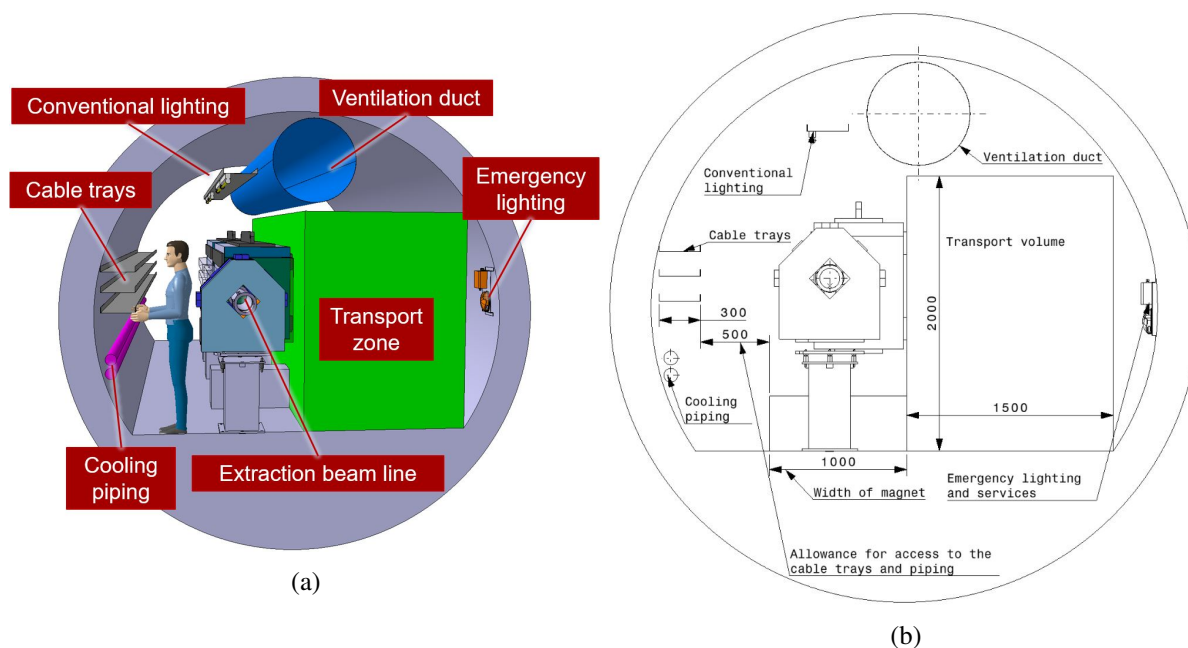 Conventional lighting
Ventilation duct
Cable trays
Emergency
lighting
Transport
zone
Cooling
piping
Extraction beam line
(a)
Ventilation duct
Conventional
lighting
Cable trays
Transport volume
300
500
2000
Cooling
piping
1500
1000
Width of magnet
Emergency lighting
and services
Allowance for access to the
cable trays and piping
(b)